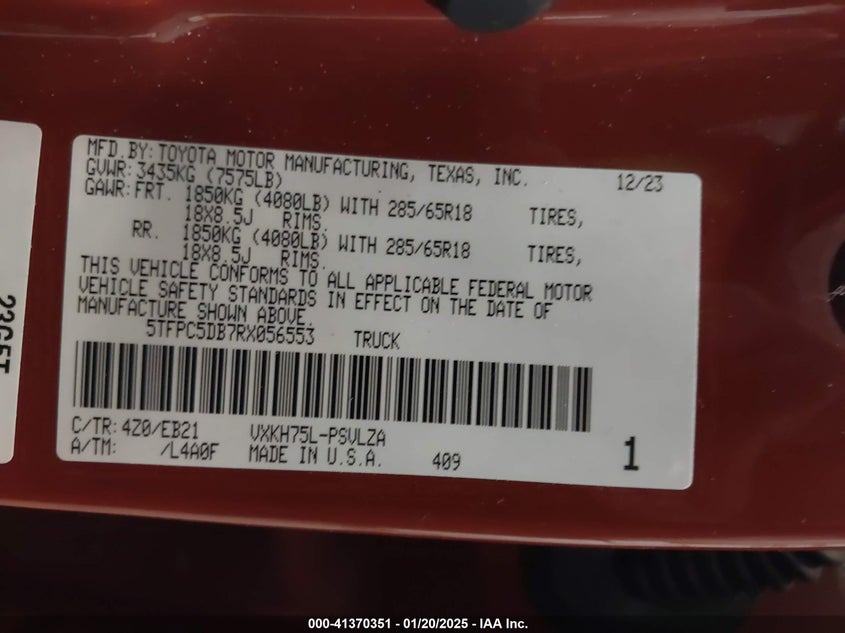 MFD.BY:TOYOTA MOTOR MANUFACTURING, TEXAS, INC. 12/23
GVWR:3435KG (7575LB)
GAWR:FRT. 1850KG (4080LB) WITH 285/65R18 TIRES,
18X8.5J RIMS.
RR. 1850KG (4080LB) WITH 285/65R18 TIRES,
18X8.5J RIMS.
THIS VEHICLE CONFORMS TO ALL APPLICABLE FEDERAL MOTOR
VEHICLE SAFETY STANDARDS IN EFFECT ON THE DATE OF
MANUFACTURE SHOWN ABOVE.
5TFPC5DB7RX056553 TRUCK
C/TR:4Z0/EB21 VXKH75L-PSVLZA
A/TM: /L4A0F MADE IN U.S.A. 409 1
000-41370351 — 01/20/2025 — IAA Inc.